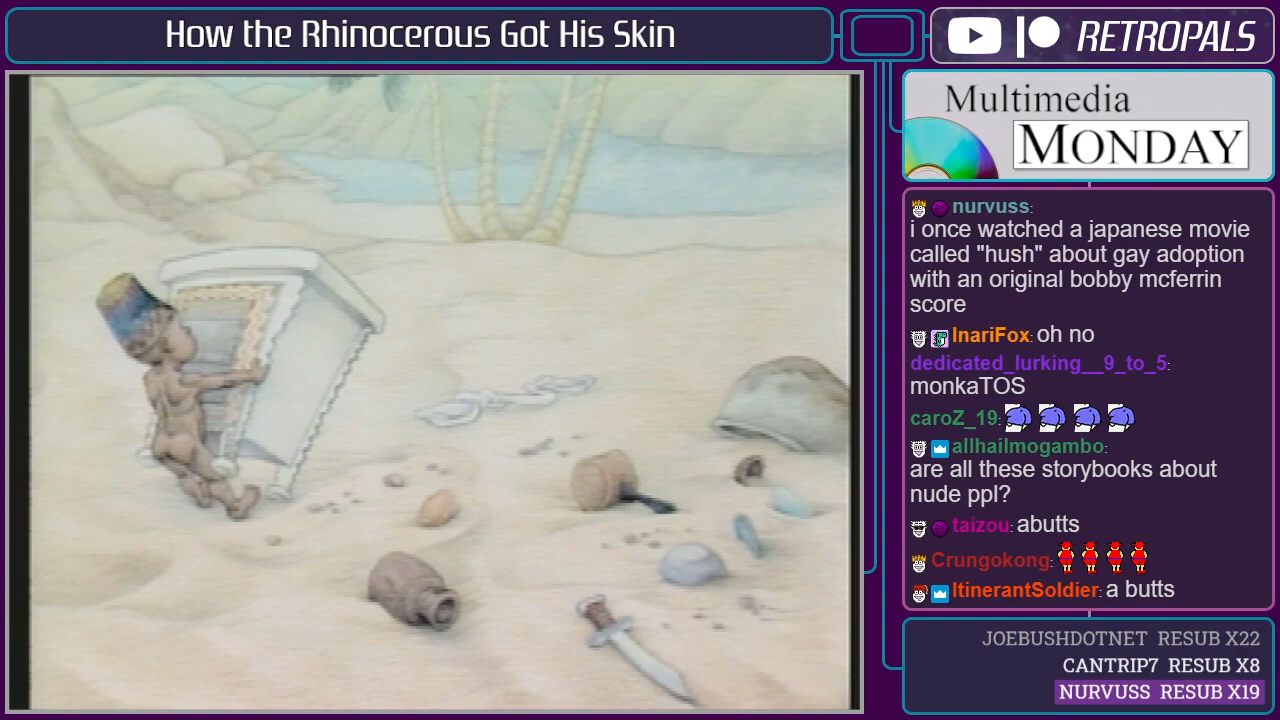 How the Rhinocerous Got His Skin
RETROPALS
Multimedia
MONDAY
nurvuss:
i once watched a japanese movie
called "hush" about gay adoption
with an original bobby mcferrin
score
InariFox: oh no
dedicated_lurking__9_to_5:
monkaTOS
caroZ_19:
allhailmogambo:
are all these storybooks about
nude ppl?
taizou: abutts
Crungokong:
ItinerantSoldier: a butts
JOEBUSHDOTNET RESUB X22
CANTRIP7 RESUB X8
NURVUSS RESUB X19